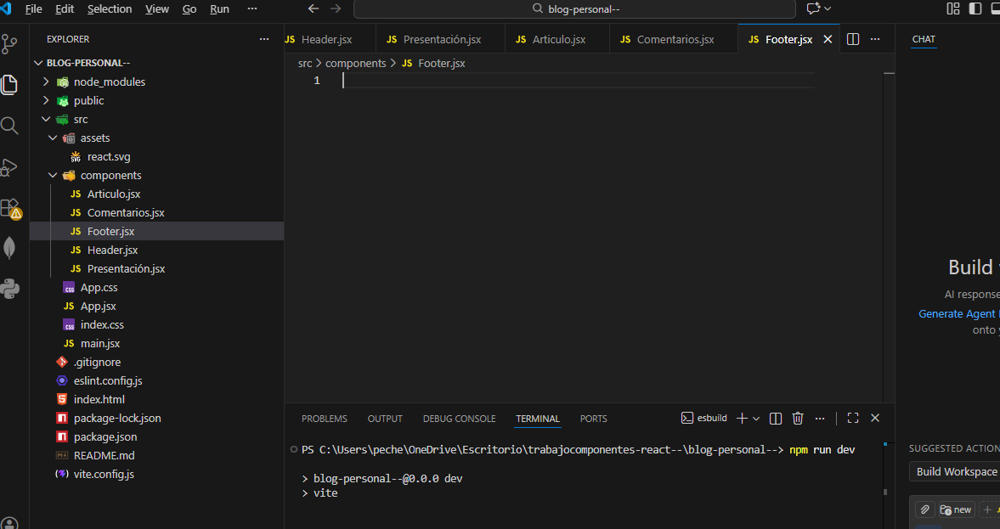 File Edit Selection View Go Run ···
blog-personal--
EXPLORER ···
BLOG-PERSONAL--
node_modules
public
src
assets
react.svg
components
Articulo.jsx
Comentarios.jsx
Footer.jsx
Header.jsx
Presentación.jsx
App.css
App.jsx
index.css
main.jsx
.gitignore
eslint.config.js
index.html
package-lock.json
package.json
README.md
vite.config.js
JS Header.jsx JS Presentación.jsx JS Articulo.jsx JS Comentarios.jsx JS Footer.jsx
src > components > JS Footer.jsx
1
PROBLEMS OUTPUT DEBUG CONSOLE TERMINAL PORTS esbuild
PS C:\Users\peche\OneDrive\Escritorio\trabajocomponentes-react--\blog-personal--> npm run dev
> blog-personal--@0.0.0 dev
> vite
CHAT
Build
AI response
Generate Agent
onto
SUGGESTED ACTION
Build Workspace
new